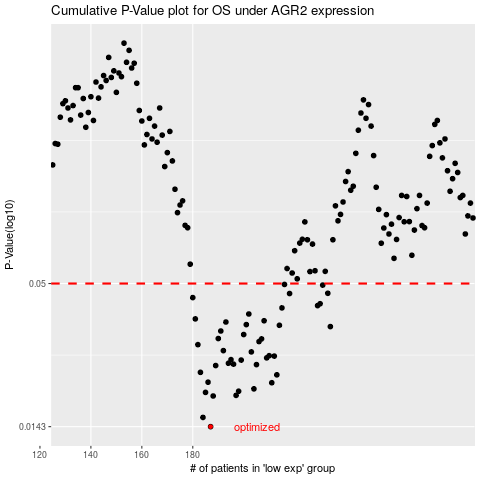 Cumulative P-Value plot for OS under AGR2 expression
P-Value(log10)
0.05
0.0143
optimized
120 140 160 180
# of patients in 'low exp' group